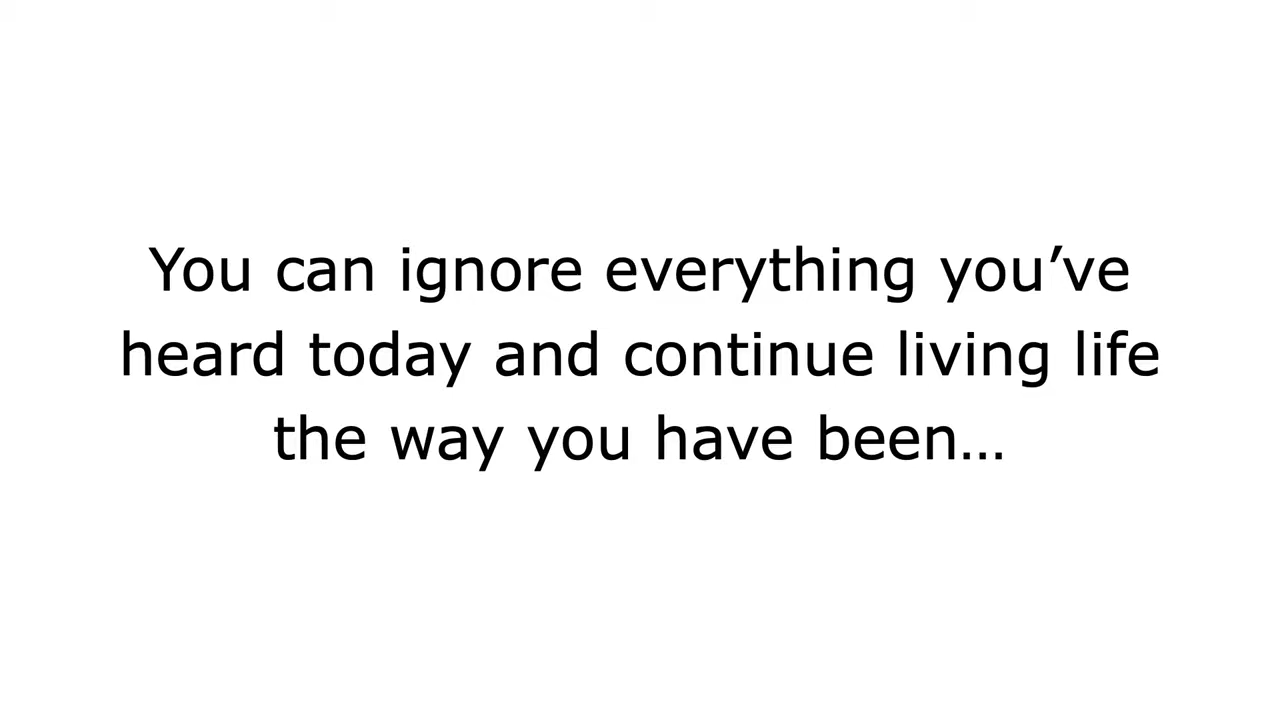 You can ignore everything you’ve
heard today and continue living life
the way you have been…